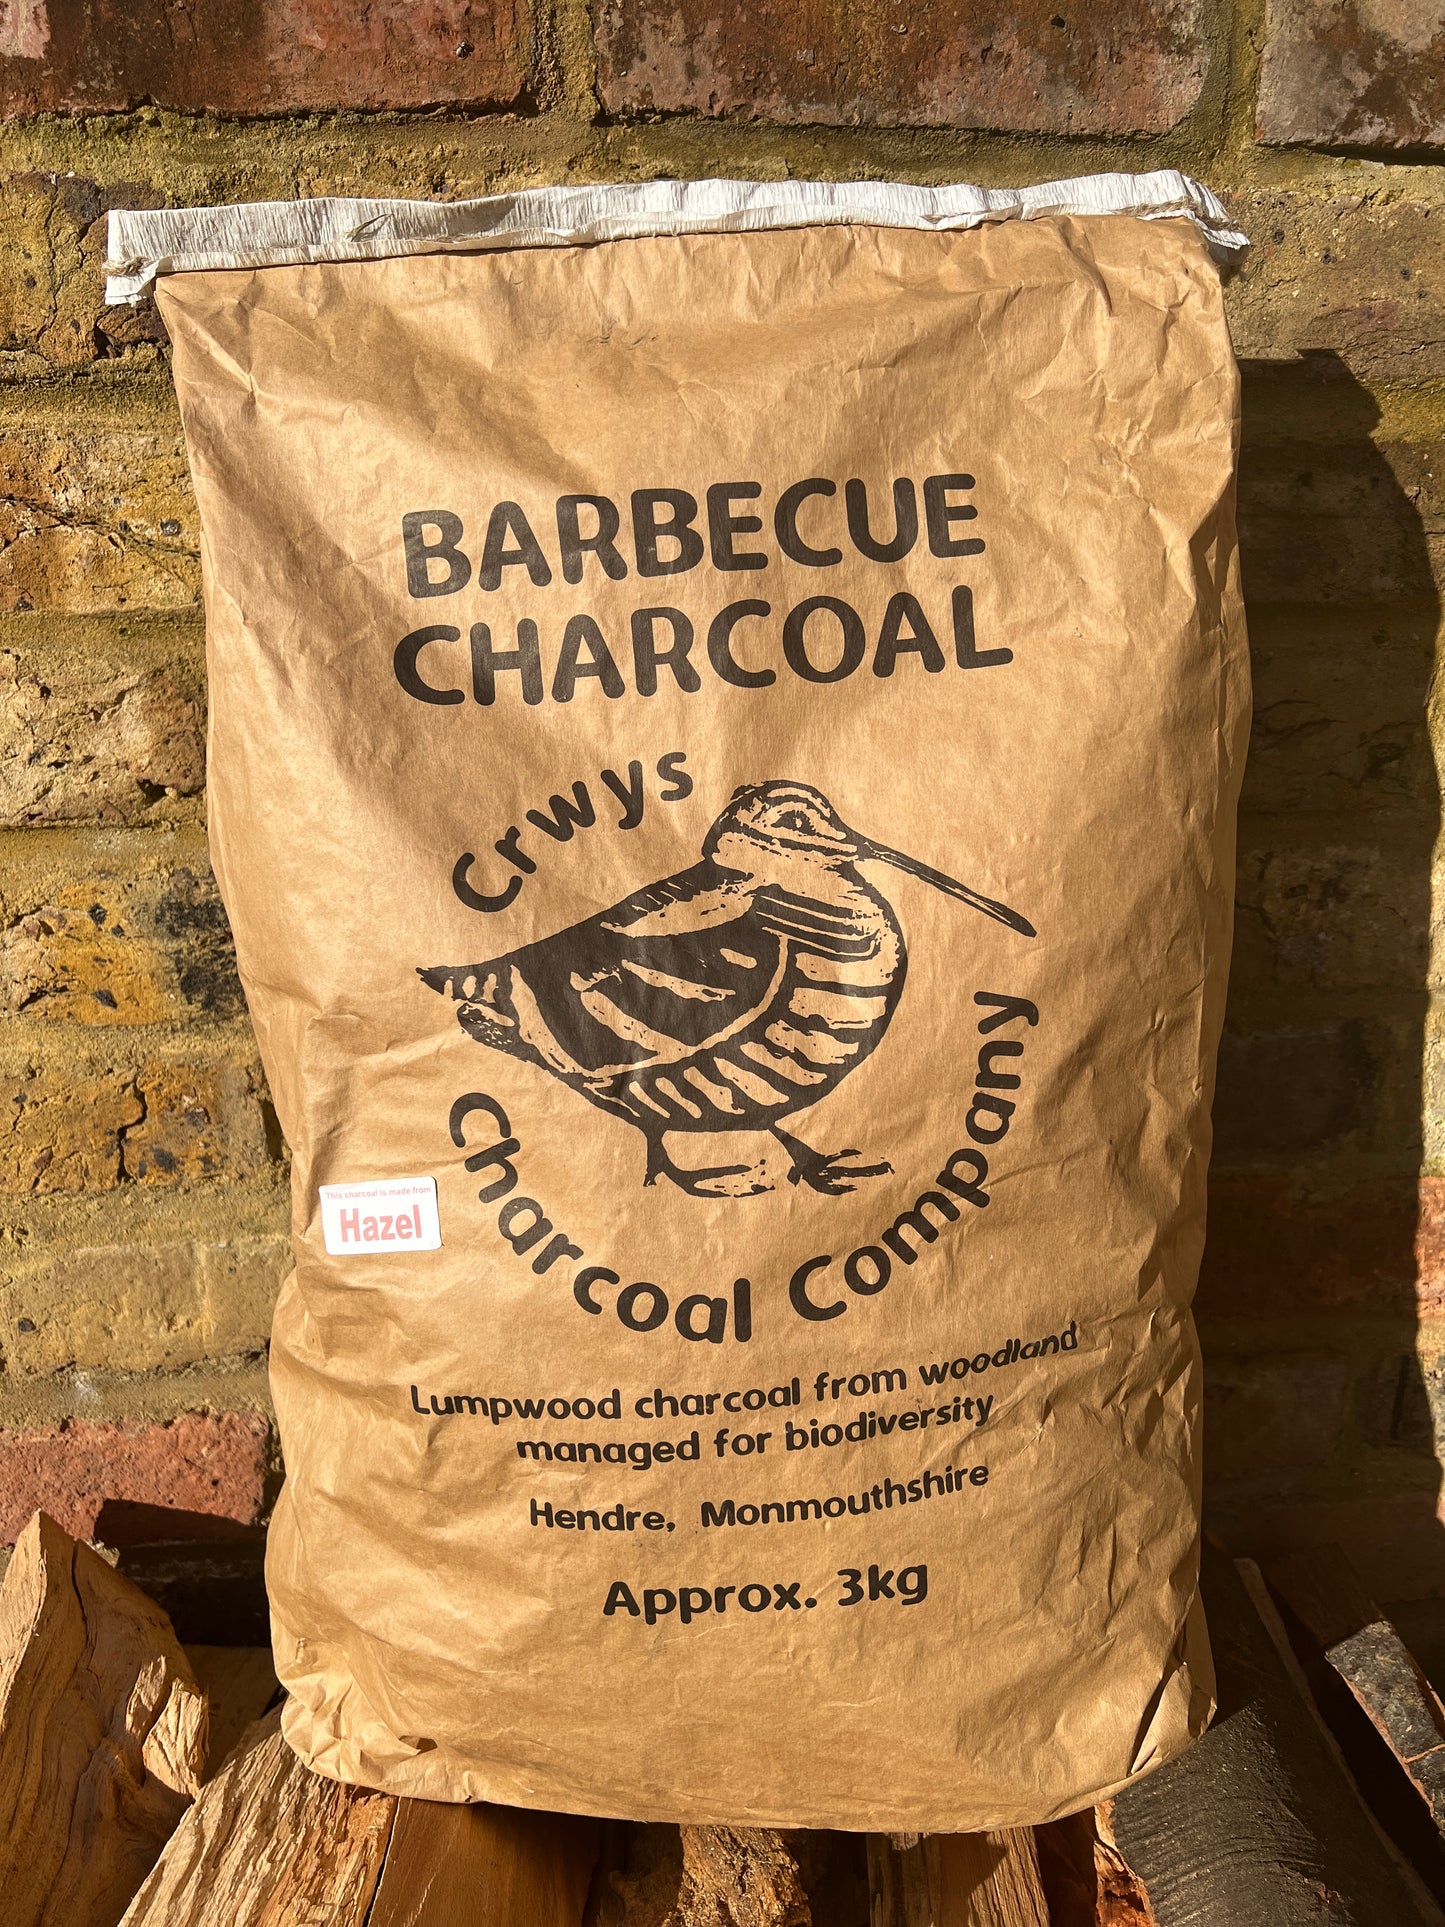 BARBECUE
CHARCOAL
Crwys
Charcoal Company
This charcoal is made from
Hazel
Lumpwood charcoal from woodland
managed for biodiversity
Hendre, Monmouthshire
Approx. 3kg